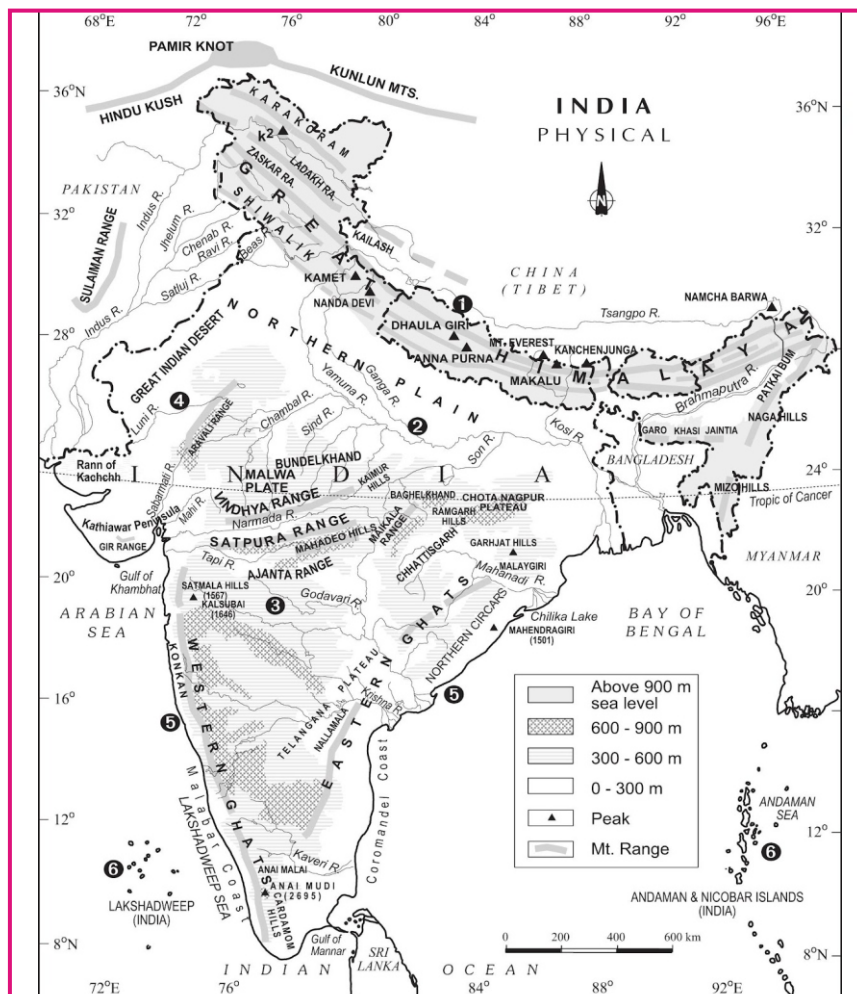 68°E 72° 76° 80° 84° 88° 92° 96°E
PAMIR KNOT
KUNLUN MTS.
HINDU KUSH
36°N
36°N
INDIA
PHYSICAL
N
KARAKORAM
K2
LADAKH RA.
ZASKAR RA.
PAKISTAN
Indus R.
Jhelum R.
Chenab R.
Ravi R.
Beas
Satluj R.
Indus R.
SULAIMAN RANGE
32°
32°
GREAT HIMALAYA
SHIWALIK
KAILASH
CHINA
(TIBET)
KAMET
NANDA DEVI
1
NAMCHA BARWA
Tsangpo R.
28°
28°
DHAULA GIRI
ANNA PURNA
MT. EVEREST
MAKALU
KANCHENJUNGA
PATKAI BUM
Brahmaputra R.
NAGA HILLS
GREAT INDIAN DESERT
NORTHERN PLAIN
Ganga R.
Yamuna R.
4
Luni R.
ARAVALI RANGE
Chambal R.
Sind R.
2
Kosi R.
GARO KHASI JAINTIA
BANGLADESH
Son R.
BUNDELKHAND
KAIMUR
HILLS
Rann of
Kachchh
INDIA
MALWA
PLATE
24°
24°
Sabarmati R.
Mahi R.
VINDHYA RANGE
Narmada R.
BAGHELKHAND
CHOTA NAGPUR
PLATEAU
RAMGARH
HILLS
MIZO HILLS
Tropic of Cancer
Kathiawar Peninsula
GIR RANGE
SATPURA RANGE
MAHADEO HILLS
MAIKALA
RANGE
CHHATTISGARH
GARHJAT HILLS
MALAYGIRI
MYANMAR
Gulf of
Khambhat
Tapi R.
AJANTA RANGE
Mahanadi R.
20°
20°
SATMALA HILLS
(1567)
KALSUBAI
(1646)
3
Godavari R.
ARABIAN
SEA
Chilika Lake
BAY OF
BENGAL
MAHENDRAGIRI
(1501)
NORTHERN CIRCARS
EASTERN GHATS
WESTERN GHATS
KONKAN
TELANGANA PLATEAU
NALLAMALA
Krishna R.
5
5
16°
16°
Above 900 m
sea level
600 - 900 m
300 - 600 m
0 - 300 m
Peak
Mt. Range
Malabar Coast
LAKSHADWEEP SEA
Coromandel Coast
ANDAMAN
SEA
12°
12°
6
6
LAKSHADWEEP
(INDIA)
ANDAMAN & NICOBAR ISLANDS
(INDIA)
Kaveri R.
ANAI MALAI
ANAI MUDI
(2695)
CARDAMOM
HILLS
8°N
8°N
Gulf of
Mannar
SRI
LANKA
0 200 400 600 km
INDIAN OCEAN
72°E 76° 80° 84° 88° 92°E